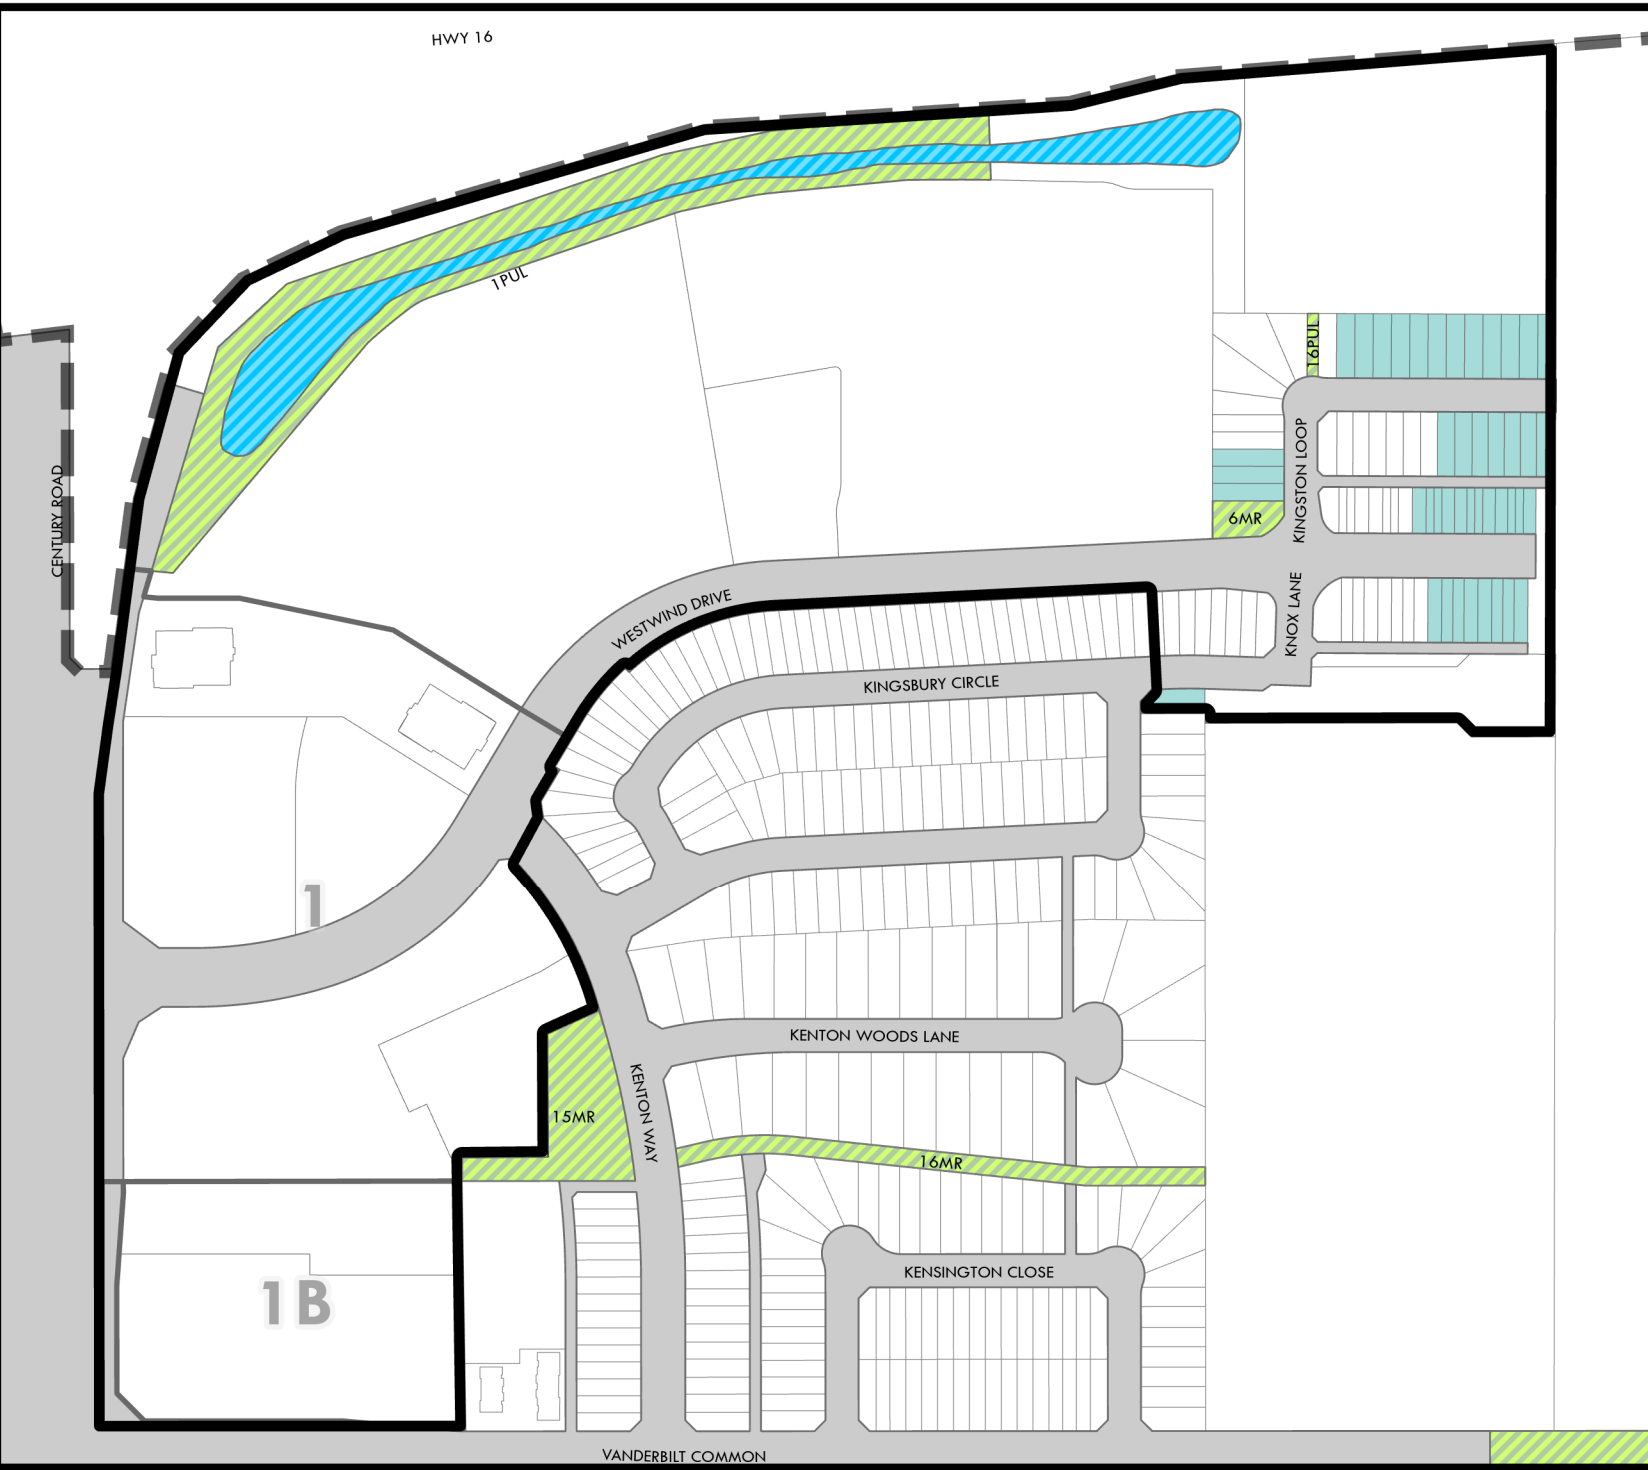 HWY 16
1PUL
16PUL
CENTURY ROAD
KINGSTON LOOP
6MR
WESTWIND DRIVE
KNOX LANE
KINGSBURY CIRCLE
1
KENTON WOODS LANE
KENTON WAY
15MR
16MR
KENSINGTON CLOSE
1B
VANDERBILT COMMON